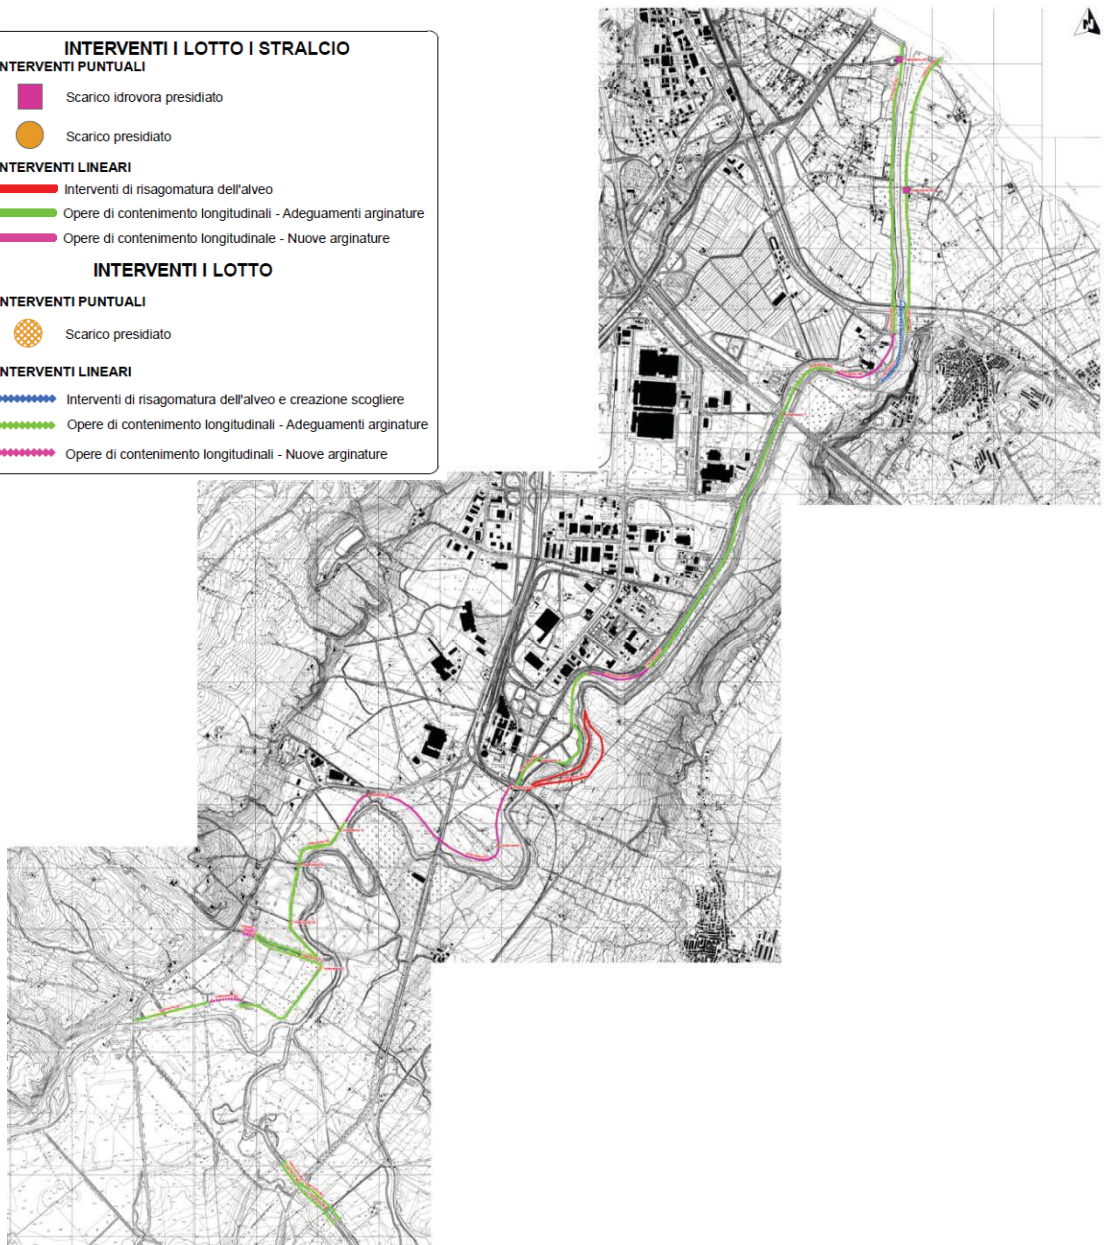 INTERVENTI I LOTTO I STRALCIO
NTERVENTI PUNTUALI
Scarico idrovora presidiato
Scarico presidiato
NTERVENTI LINEARI
Interventi di risagomatura dell'alveo
Opere di contenimento longitudinali - Adeguamenti arginature
Opere di contenimento longitudinale - Nuove arginature
INTERVENTI I LOTTO
NTERVENTI PUNTUALI
Scarico presidiato
NTERVENTI LINEARI
Interventi di risagomatura dell'alveo e creazione scogliere
Opere di contenimento longitudinali - Adeguamenti arginature
Opere di contenimento longitudinali - Nuove arginature
N